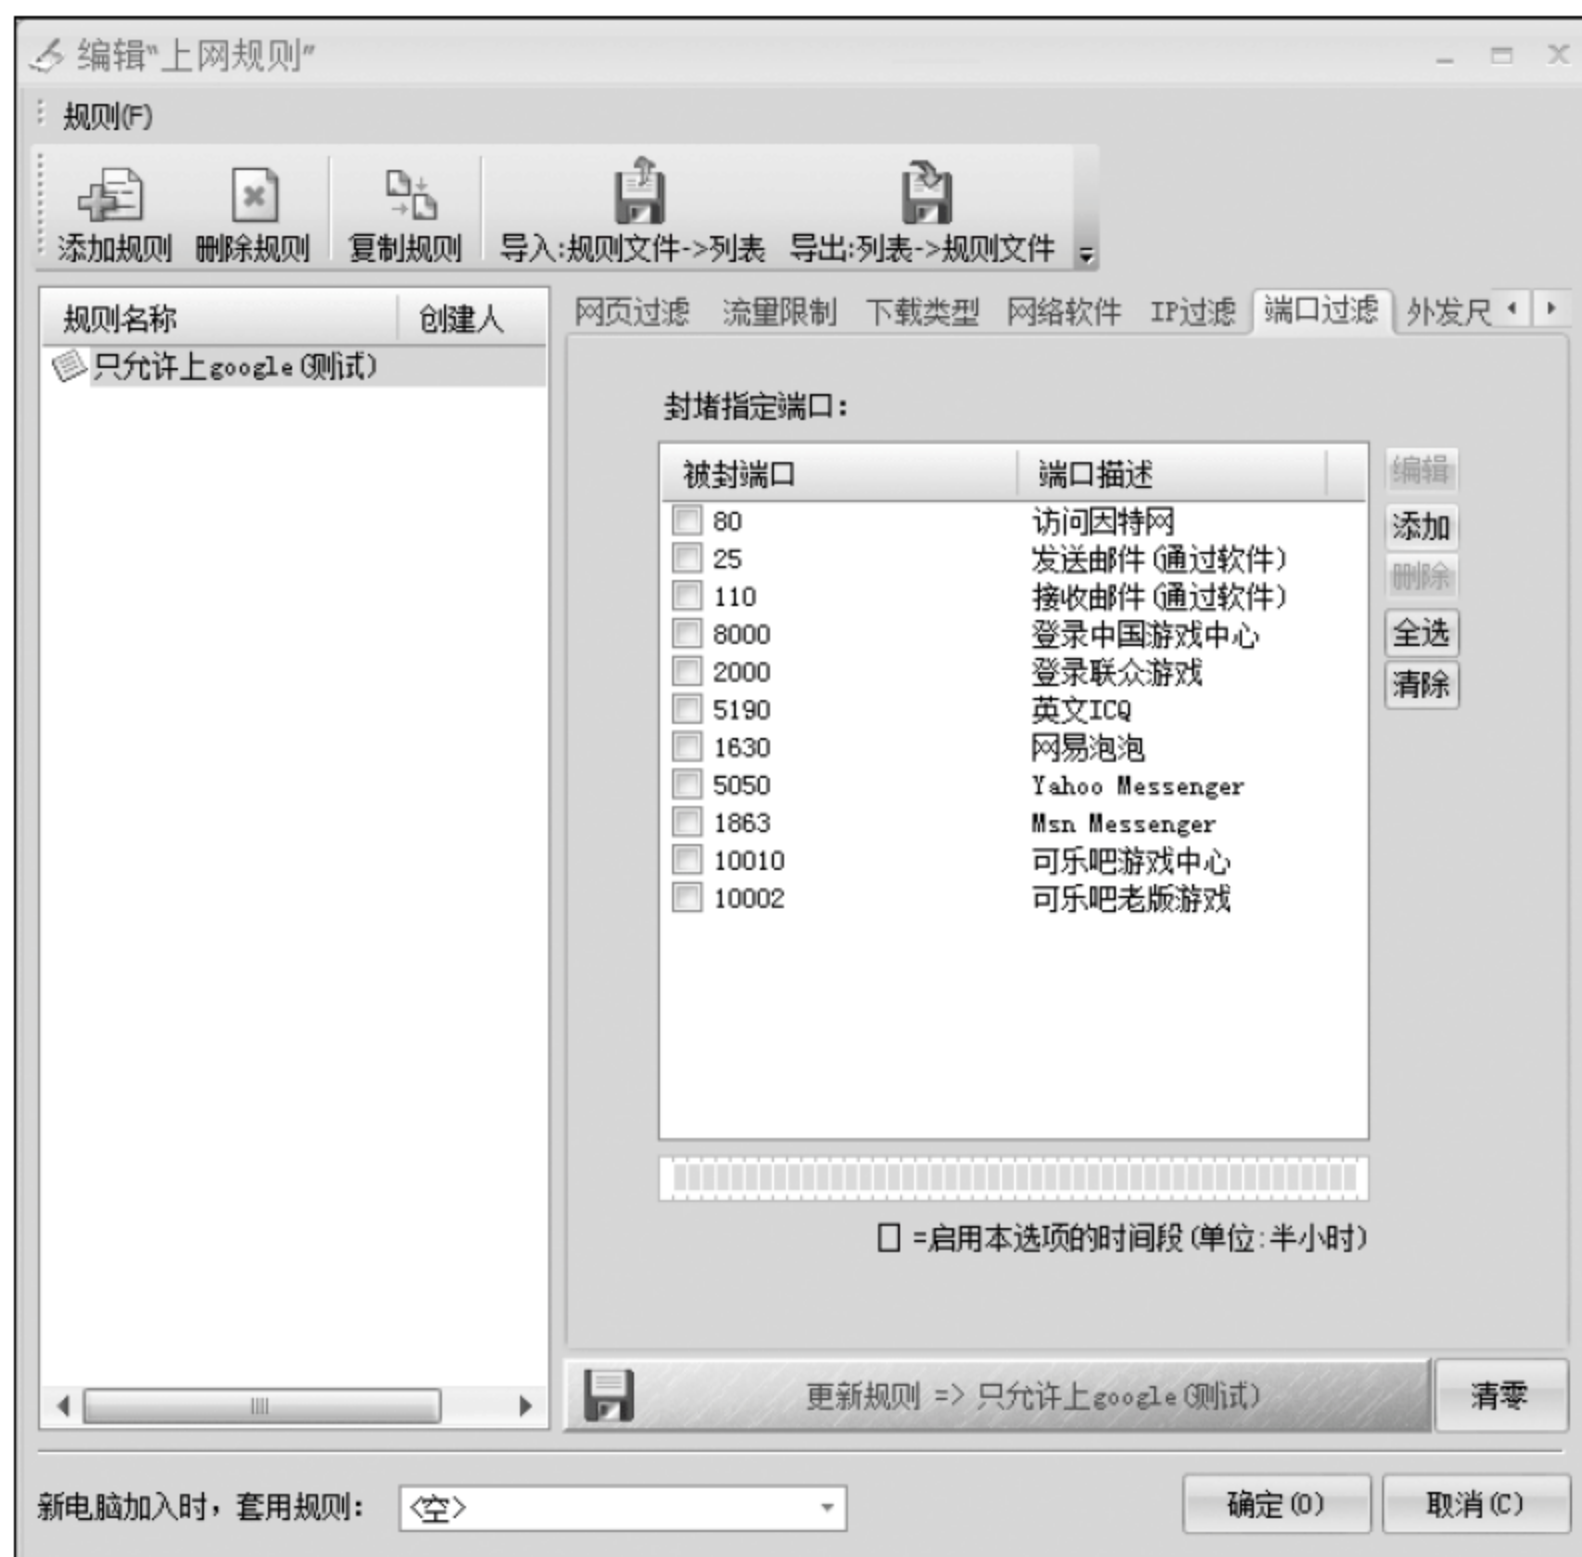 编辑"上网规则"
规则(F)
添加规则 删除规则 复制规则 导入:规则文件->列表 导出:列表->规则文件
规则名称 创建人
只允许上google(测试)
网页过滤 流量限制 下载类型 网络软件 IP过滤 端口过滤 外发尺
封堵指定端口：
被封端口 端口描述
80 访问因特网
25 发送邮件(通过软件)
110 接收邮件(通过软件)
8000 登录中国游戏中心
2000 登录联众游戏
5190 英文ICQ
1630 网易泡泡
5050 Yahoo Messenger
1863 Msn Messenger
10010 可乐吧游戏中心
10002 可乐吧老版游戏
编辑
添加
删除
全选
清除
=启用本选项的时间段(单位:半小时)
更新规则 => 只允许上google(测试) 清零
新电脑加入时，套用规则： <空> 确定(O) 取消(C)